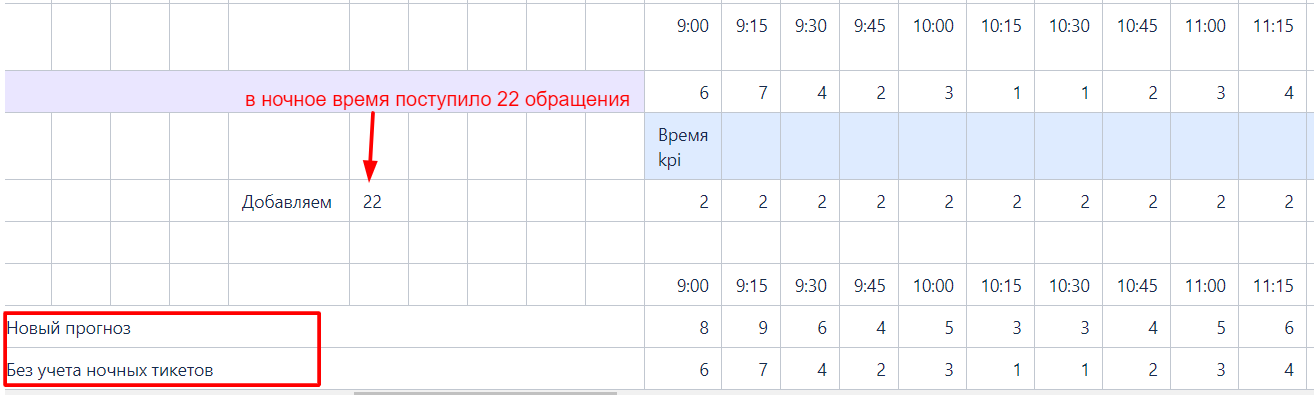 9:00 9:15 9:30 9:45 10:00 10:15 10:30 10:45 11:00 11:15
в ночное время поступило 22 обращения 6 7 4 2 3 1 1 2 3 4
Время
kpi
Добавляем 22 2 2 2 2 2 2 2 2 2 2
9:00 9:15 9:30 9:45 10:00 10:15 10:30 10:45 11:00 11:15
Новый прогноз 8 9 6 4 5 3 3 4 5 6
Без учета ночных тикетов 6 7 4 2 3 1 1 2 3 4